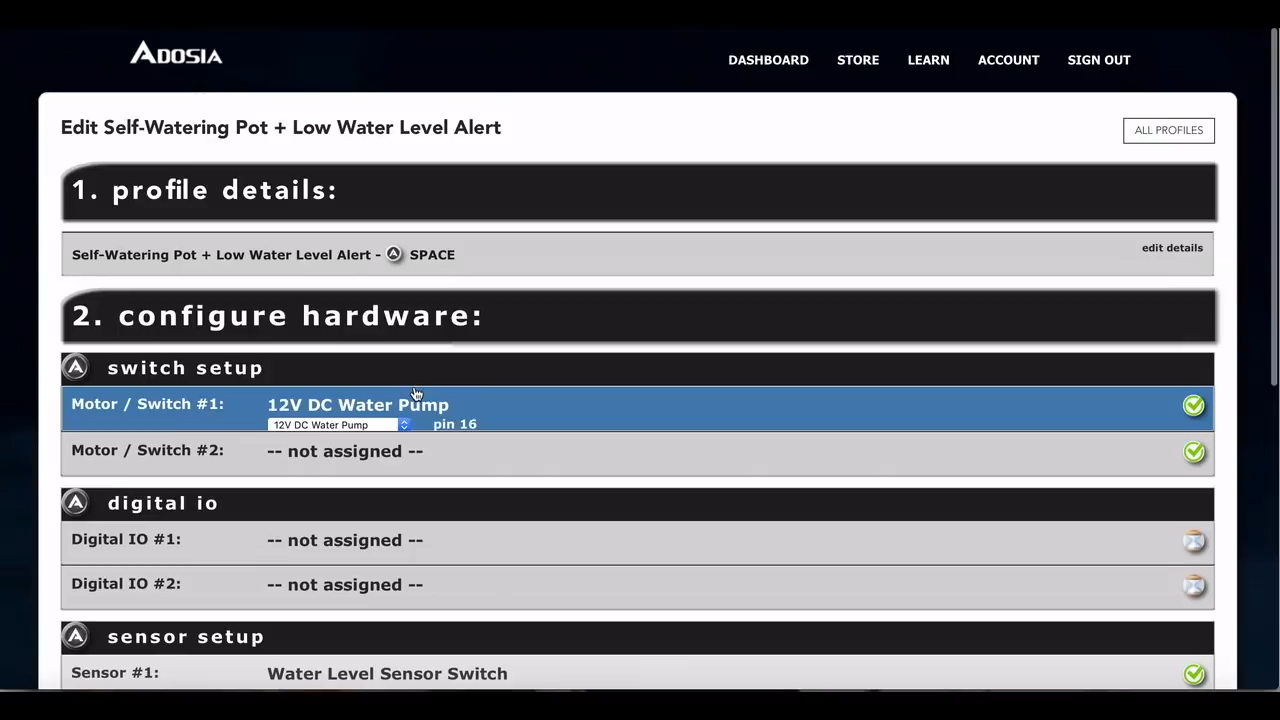 ADOSIA
DASHBOARD STORE LEARN ACCOUNT SIGN OUT
Edit Self-Watering Pot + Low Water Level Alert
ALL PROFILES
1. profile details:
Self-Watering Pot + Low Water Level Alert - A SPACE
edit details
2. configure hardware:
A switch setup
Motor / Switch #1: 12V DC Water Pump
12V DC Water Pump pin 16
Motor / Switch #2: -- not assigned --
A digital io
Digital IO #1: -- not assigned --
Digital IO #2: -- not assigned --
A sensor setup
Sensor #1: Water Level Sensor Switch